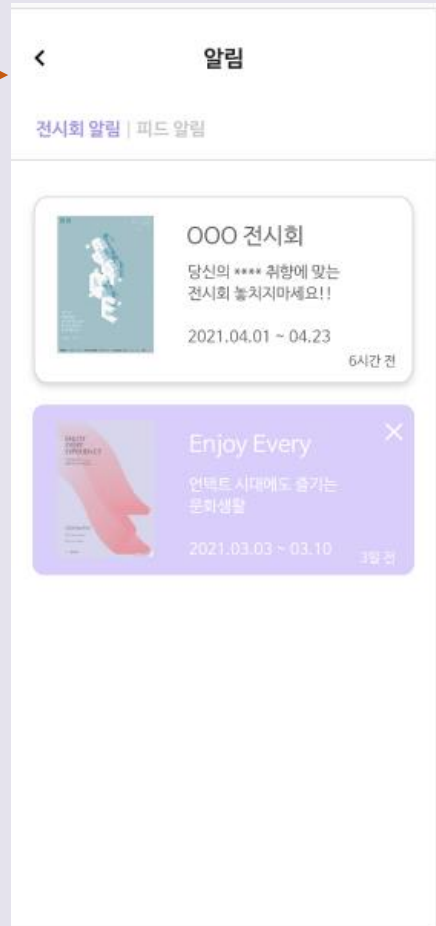 알림
전시회 알림 | 피드 알림
OOO 전시회
당신의 **** 취향에 맞는
전시회 놓치지마세요!!
2021.04.01 ~ 04.23
6시간 전
ENJOY
EVERY
EXPERIENCE
Enjoy Every
언택트 시대에도 즐기는
문화생활
2021.03.03 ~ 03.10
3일 전